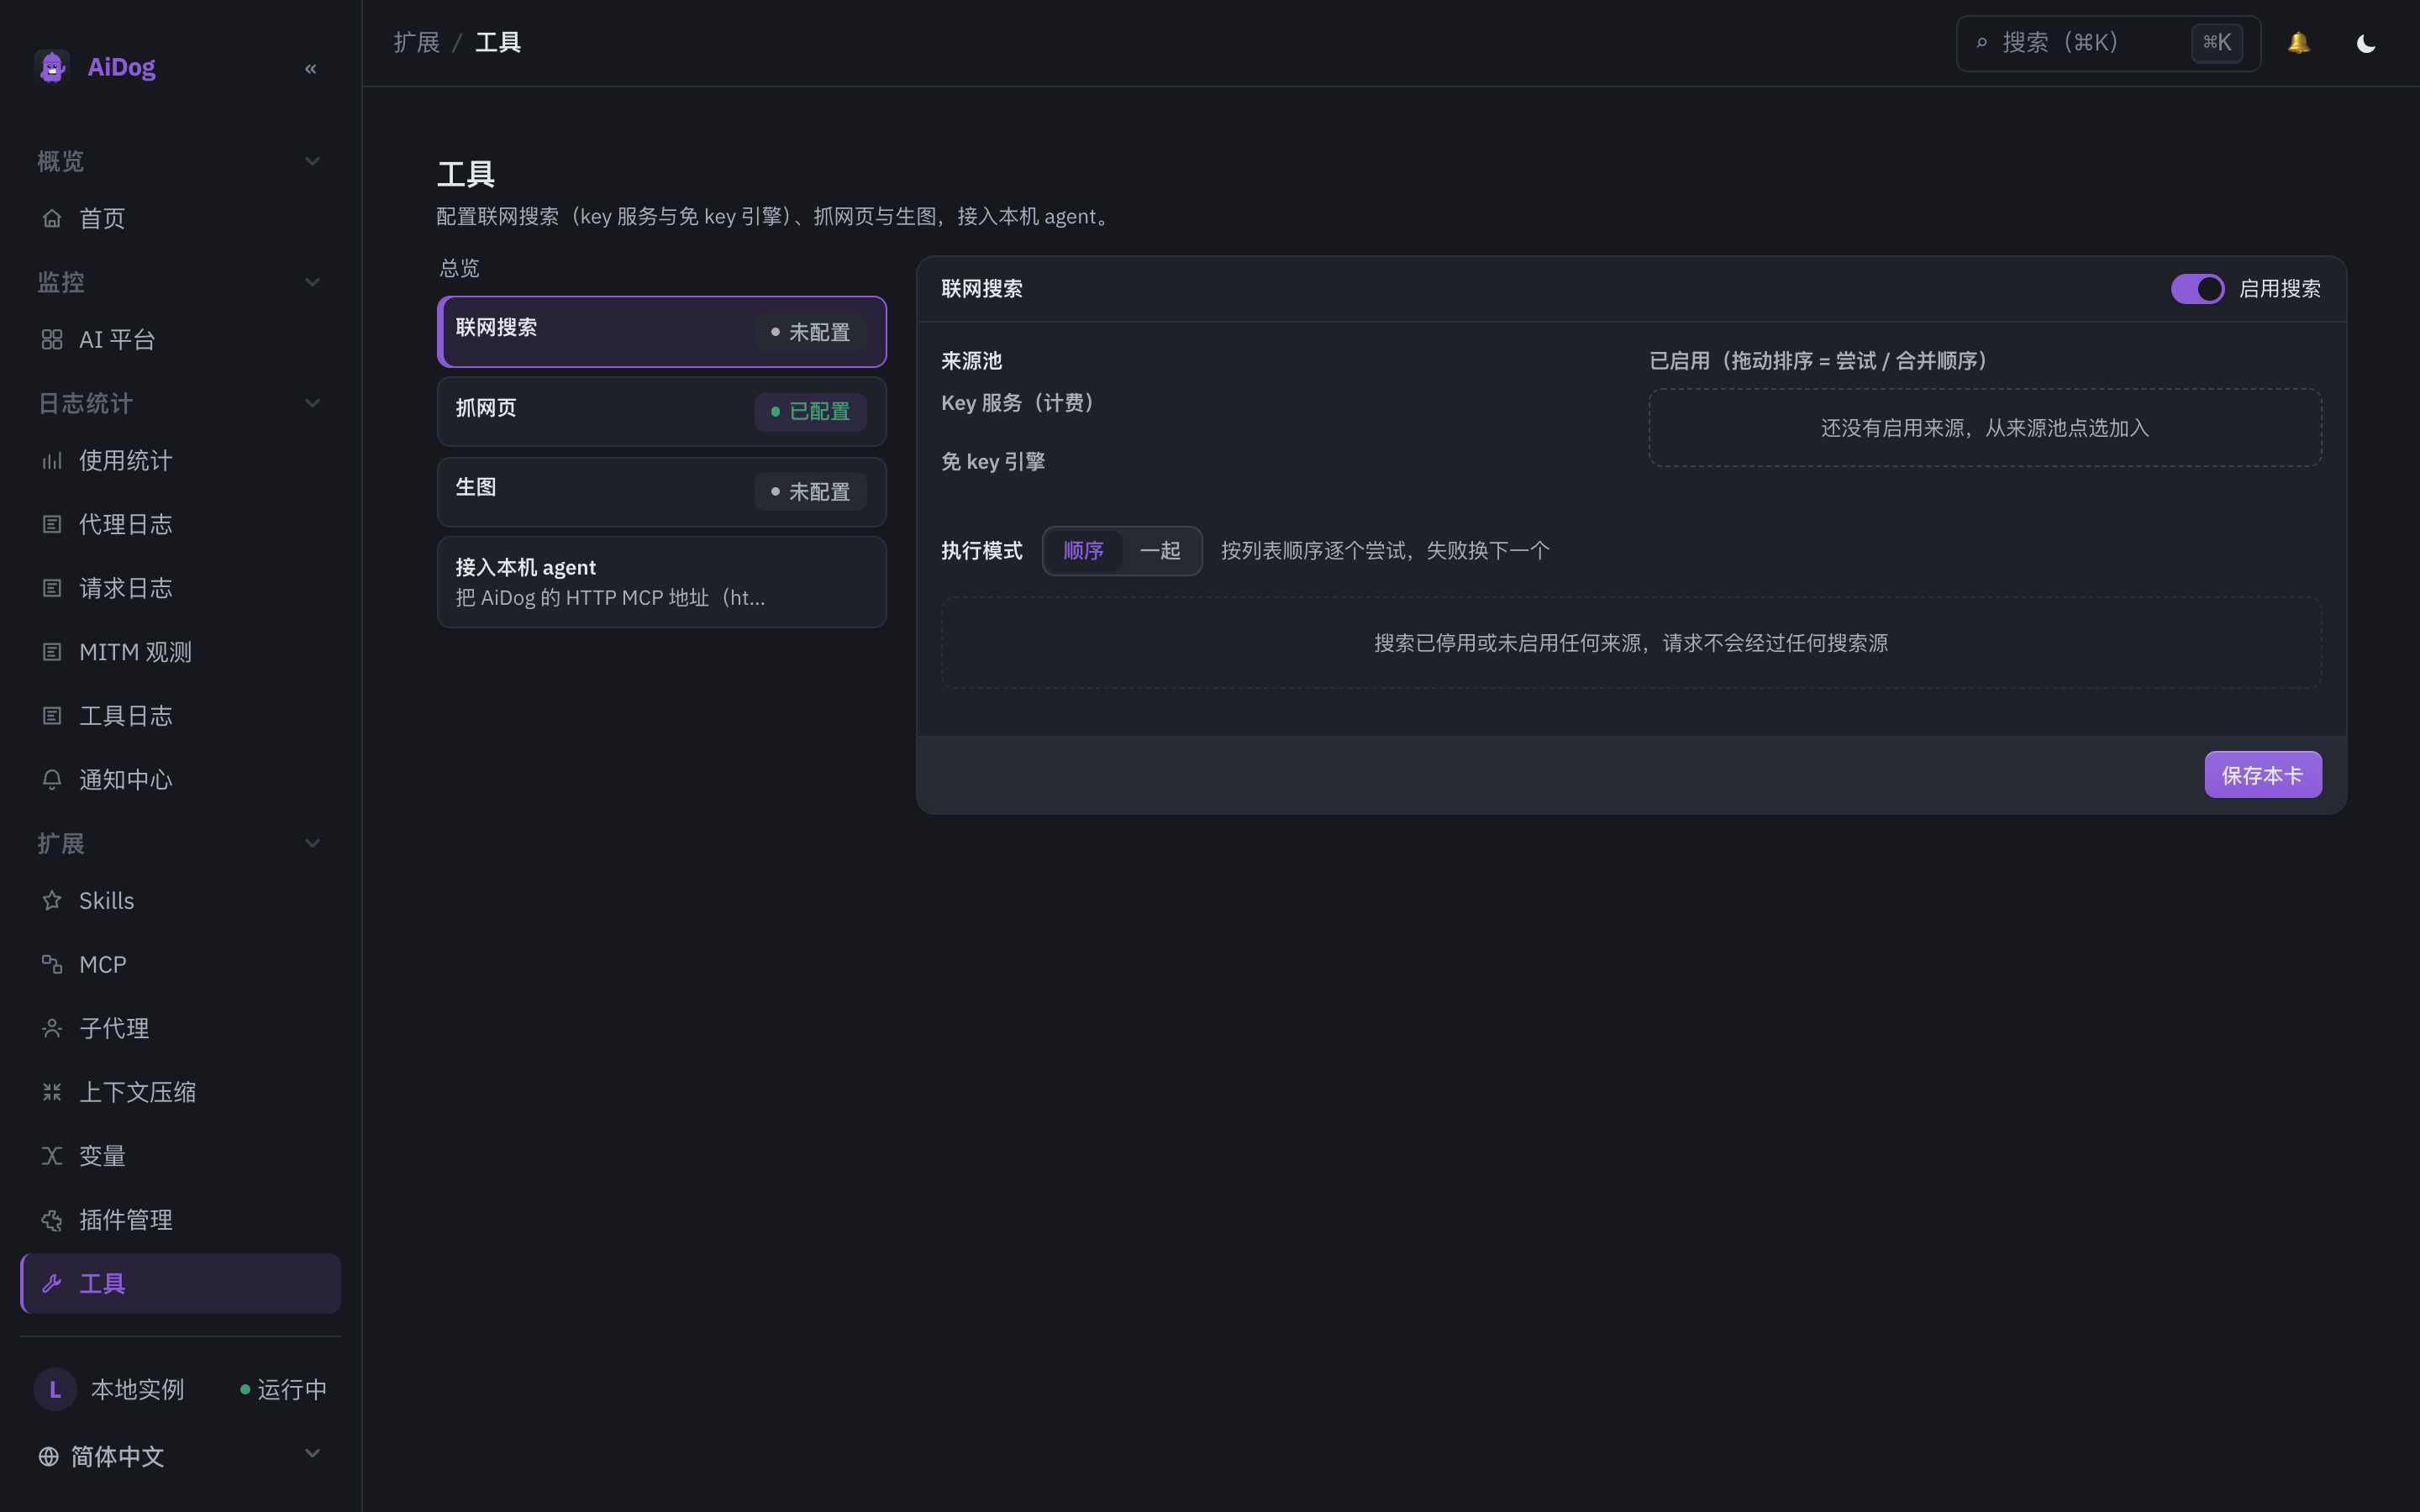 AiDog
«
概览
首页
监控
AI 平台
日志统计
使用统计
代理日志
请求日志
MITM 观测
工具日志
通知中心
扩展
Skills
MCP
子代理
上下文压缩
变量
插件管理
工具
L 本地实例 运行中
简体中文
扩展 / 工具
搜索（⌘K） ⌘K
工具
配置联网搜索（key 服务与免 key 引擎）、抓网页与生图，接入本机 agent。
总览
联网搜索 未配置
抓网页 已配置
生图 未配置
接入本机 agent
把 AiDog 的 HTTP MCP 地址（ht...
联网搜索 启用搜索
来源池
Key 服务（计费）
免 key 引擎
已启用（拖动排序 = 尝试 / 合并顺序）
还没有启用来源，从来源池点选加入
执行模式 顺序 一起 按列表顺序逐个尝试，失败换下一个
搜索已停用或未启用任何来源，请求不会经过任何搜索源
保存本卡